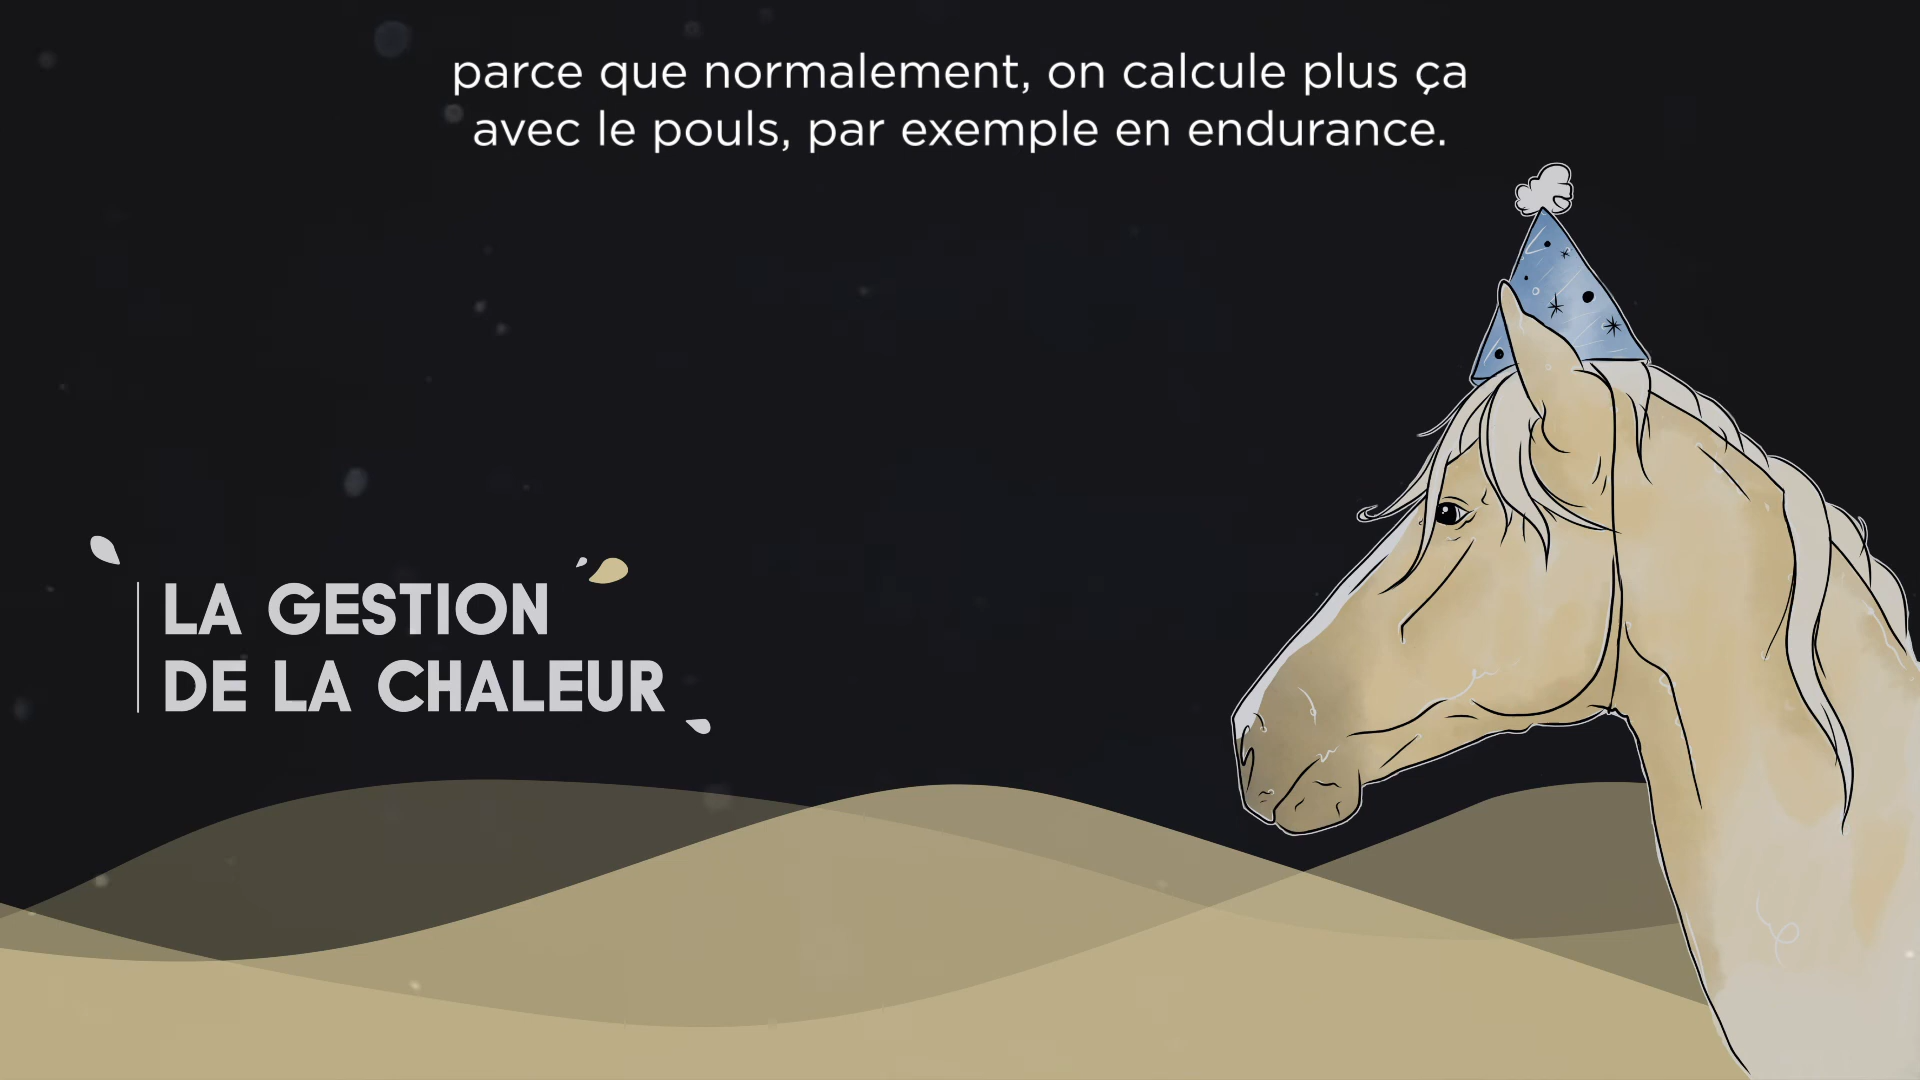 parce que normalement, on calcule plus ça
avec le pouls, par exemple en endurance.
LA GESTION
DE LA CHALEUR